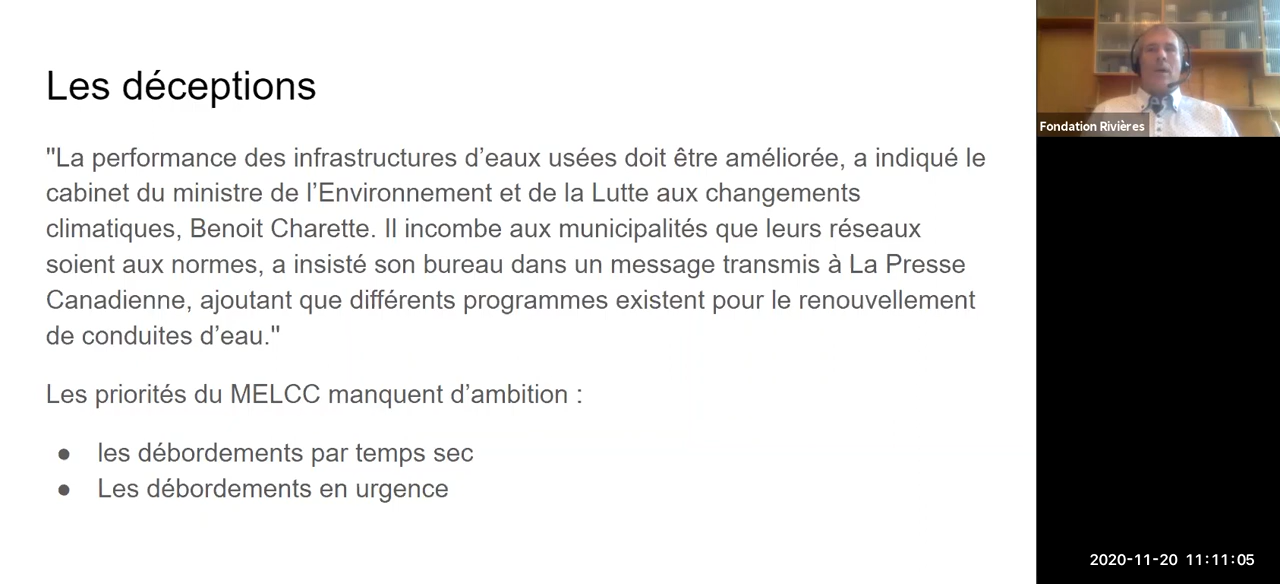 Les déceptions
"La performance des infrastructures d’eaux usées doit être améliorée, a indiqué le
cabinet du ministre de l’Environnement et de la Lutte aux changements
climatiques, Benoit Charette. Il incombe aux municipalités que leurs réseaux
soient aux normes, a insisté son bureau dans un message transmis à La Presse
Canadienne, ajoutant que différents programmes existent pour le renouvellement
de conduites d’eau."
Les priorités du MELCC manquent d’ambition :
● les débordements par temps sec
● Les débordements en urgence
Fondation Rivières
2020-11-20 11:11:05